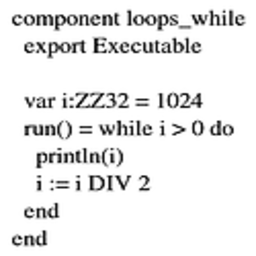 component loops_while
export Executable
var i:ZZ32 = 1024
run() = while i > 0 do
println(i)
i := i DIV 2
end
end